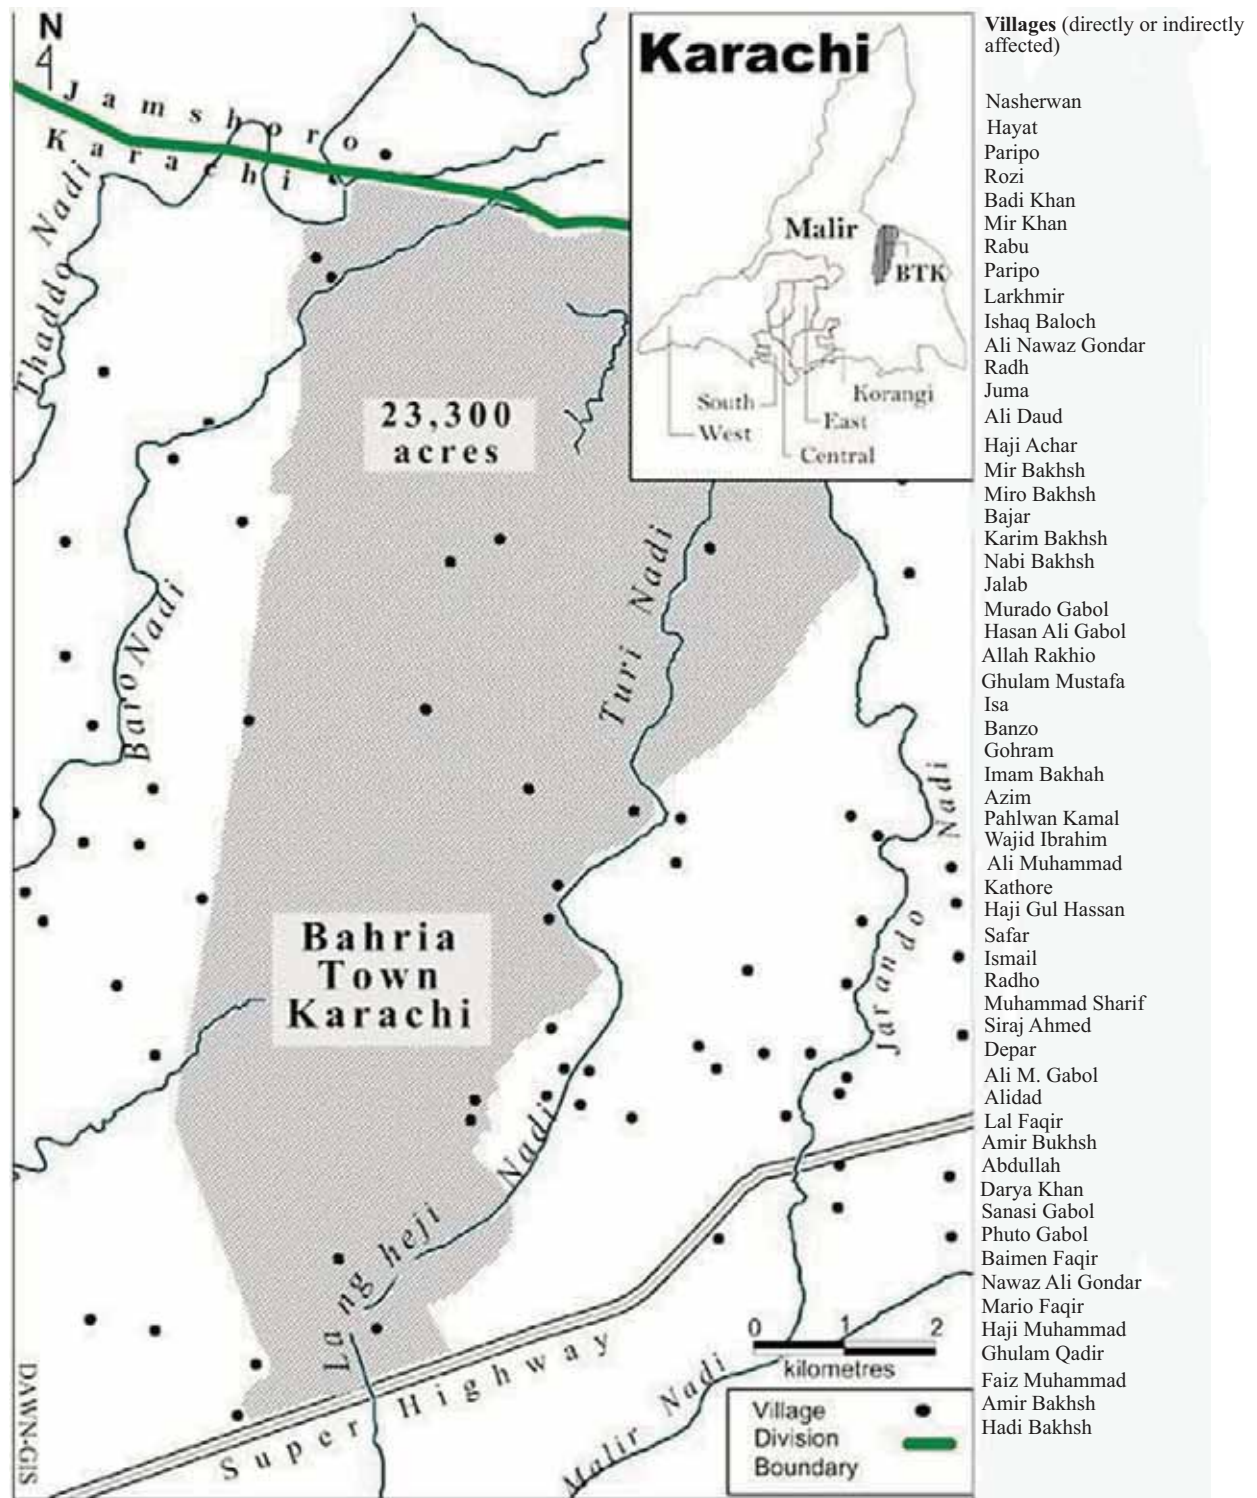 N
Jamshoro
Karachi
Thaddo Nadi
23,300
acres
Baro Nadi
Turi Nadi
Bahria
Town
Karachi
Jarando Nadi
Langheji Nadi
Super Highway
Malir Nadi
DAWN-GIS
0 1 2
kilometres
Village
Division
Boundary
Karachi
Malir
BTK
South
West
Korangi
East
Central
Villages (directly or indirectly
affected)
Nasherwan
Hayat
Paripo
Rozi
Badi Khan
Mir Khan
Rabu
Paripo
Larkhmir
Ishaq Baloch
Ali Nawaz Gondar
Radh
Juma
Ali Daud
Haji Achar
Mir Bakhsh
Miro Bakhsh
Bajar
Karim Bakhsh
Nabi Bakhsh
Jalab
Murado Gabol
Hasan Ali Gabol
Allah Rakhio
Ghulam Mustafa
Isa
Banzo
Gohram
Imam Bakhah
Azim
Pahlwan Kamal
Wajid Ibrahim
Ali Muhammad
Kathore
Haji Gul Hassan
Safar
Ismail
Radho
Muhammad Sharif
Siraj Ahmed
Depar
Ali M. Gabol
Alidad
Lal Faqir
Amir Bukhsh
Abdullah
Darya Khan
Sanasi Gabol
Phuto Gabol
Baimen Faqir
Nawaz Ali Gondar
Mario Faqir
Haji Muhammad
Ghulam Qadir
Faiz Muhammad
Amir Bakhsh
Hadi Bakhsh